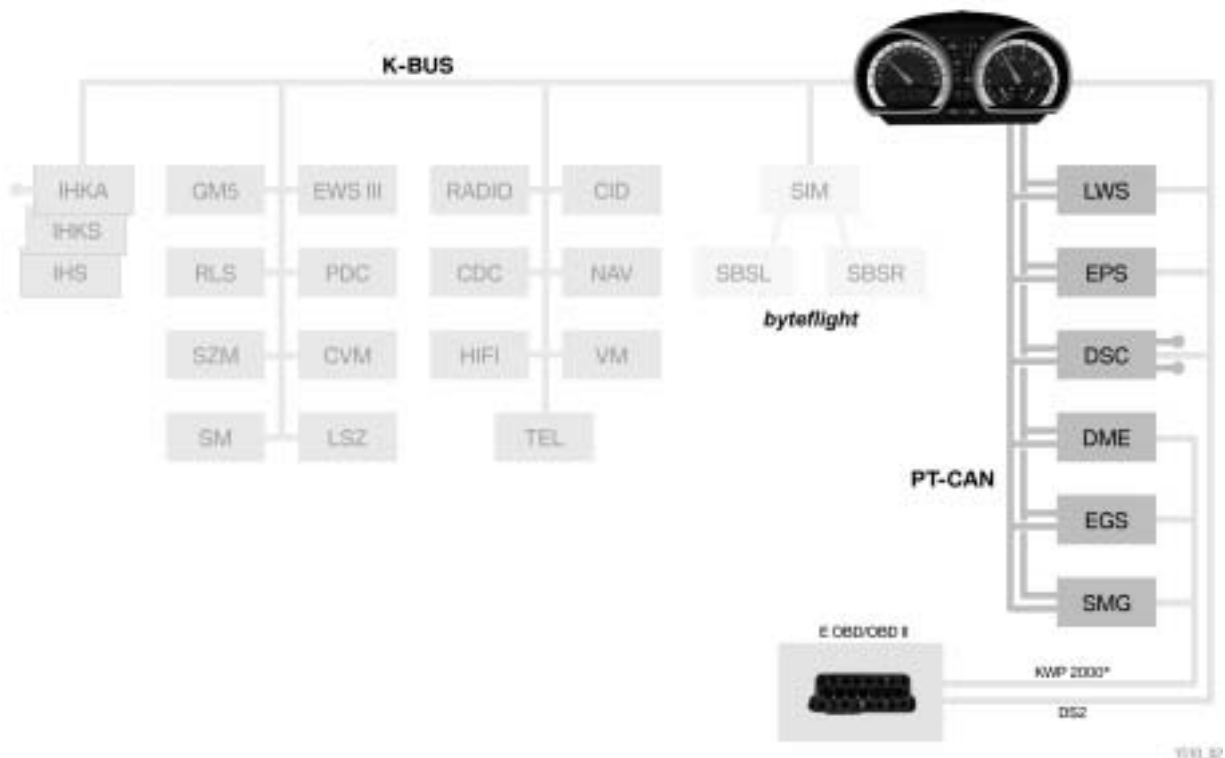 K-BUS
IHKA
GM5
EWS III
RADIO
CID
SIM
LWS
IHKS
IHS
RLS
PDC
CDC
NAV
SBSL
SBSR
EPS
byteflight
SZM
CVM
HIFI
VM
DSC
SM
LSZ
TEL
DME
PT-CAN
EGS
SMG
E OBD/OBD II
KWP 2000*
DS2